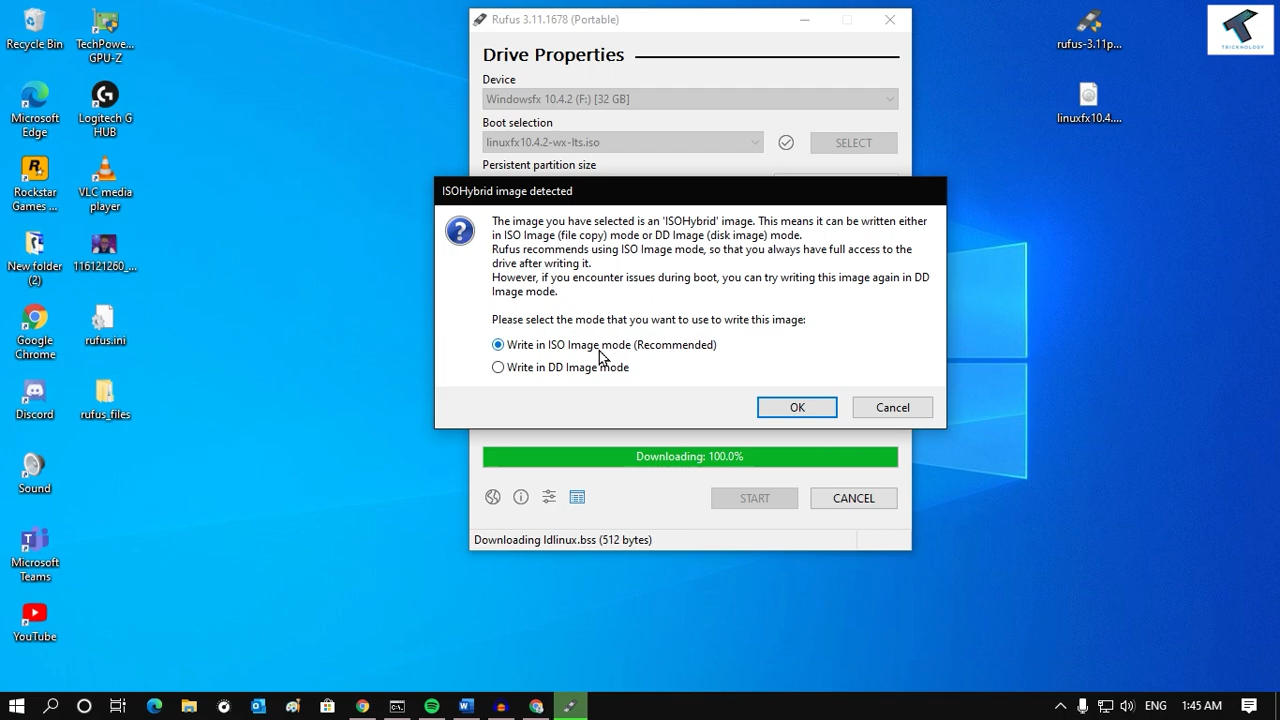 Recycle Bin
TechPowe...
GPU-Z
Microsoft
Edge
Logitech G
HUB
Rockstar
Games ...
VLC media
player
New folder
(2)
116121260_...
Google
Chrome
rufus.ini
Discord
rufus_files
Sound
Microsoft
Teams
YouTube
Rufus 3.11.1678 (Portable)
Drive Properties
Device
Windowsfx 10.4.2 (F:) [32 GB]
Boot selection
linuxfx10.4.2-wx-lts.iso
SELECT
Persistent partition size
ISOHybrid image detected
The image you have selected is an 'ISOHybrid' image. This means it can be written either
in ISO Image (file copy) mode or DD Image (disk image) mode.
Rufus recommends using ISO Image mode, so that you always have full access to the
drive after writing it.
However, if you encounter issues during boot, you can try writing this image again in DD
Image mode.
Please select the mode that you want to use to write this image:
Write in ISO Image mode (Recommended)
Write in DD Image mode
OK
Cancel
Downloading: 100.0%
START
CANCEL
Downloading ldlinux.bss (512 bytes)
rufus-3.11p...
linuxfx10.4....
TRICKNOLOGY
ENG
1:45 AM